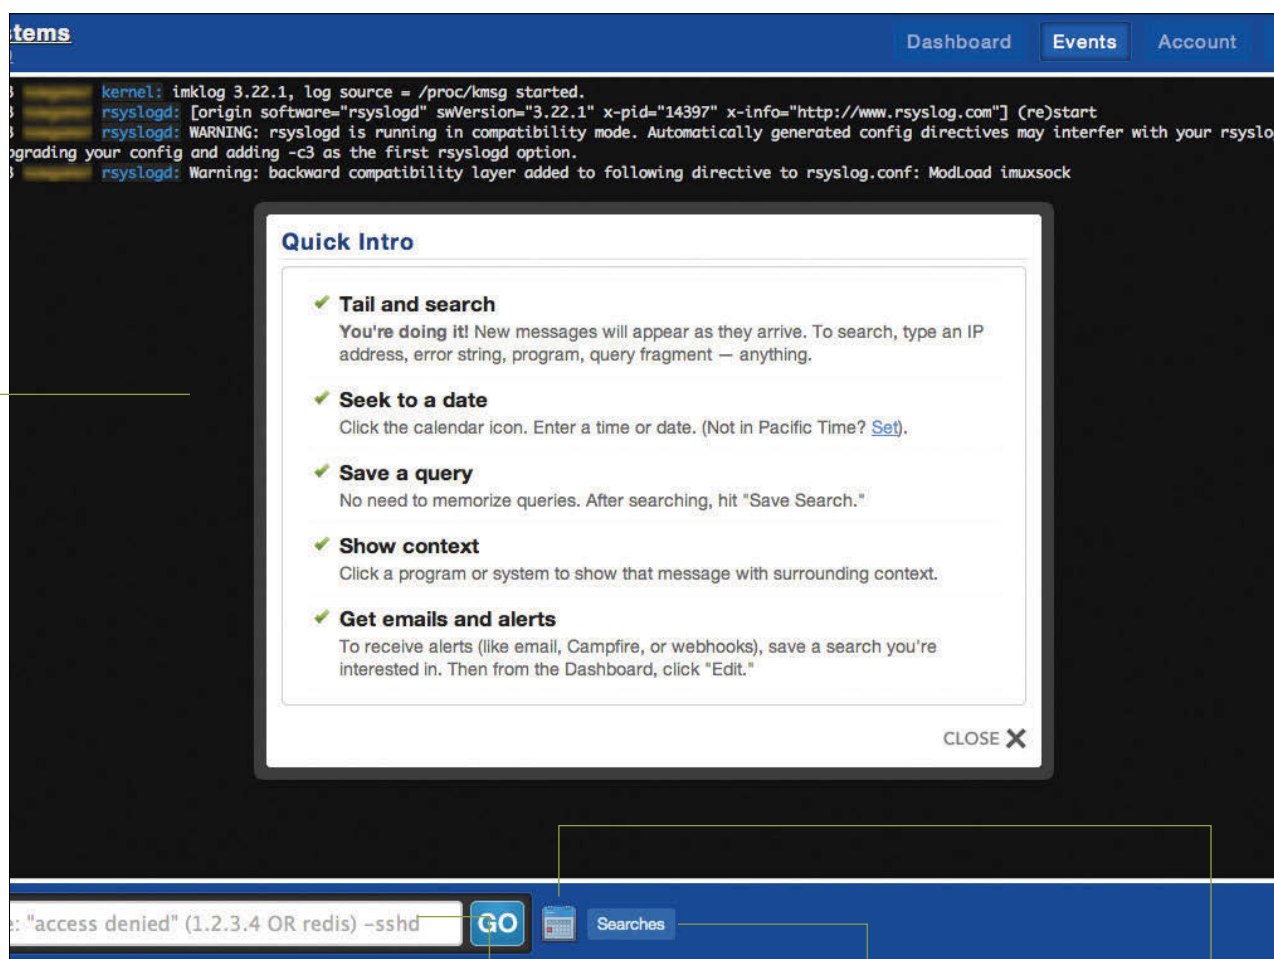 stems
Dashboard Events Account
kernel: imklog 3.22.1, log source = /proc/kmsg started.
rsyslogd: [origin software="rsyslogd" swVersion="3.22.1" x-pid="14397" x-info="http://www.rsyslog.com"] (re)start
rsyslogd: WARNING: rsyslogd is running in compatibility mode. Automatically generated config directives may interfer with your rsyslo
ograding your config and adding -c3 as the first rsyslogd option.
rsyslogd: Warning: backward compatibility layer added to following directive to rsyslog.conf: ModLoad imuxsock
Quick Intro
Tail and search
You're doing it! New messages will appear as they arrive. To search, type an IP
address, error string, program, query fragment — anything.
Seek to a date
Click the calendar icon. Enter a time or date. (Not in Pacific Time? Set).
Save a query
No need to memorize queries. After searching, hit "Save Search."
Show context
Click a program or system to show that message with surrounding context.
Get emails and alerts
To receive alerts (like email, Campfire, or webhooks), save a search you're
interested in. Then from the Dashboard, click "Edit."
CLOSE
e: "access denied" (1.2.3.4 OR redis) -sshd GO Searches